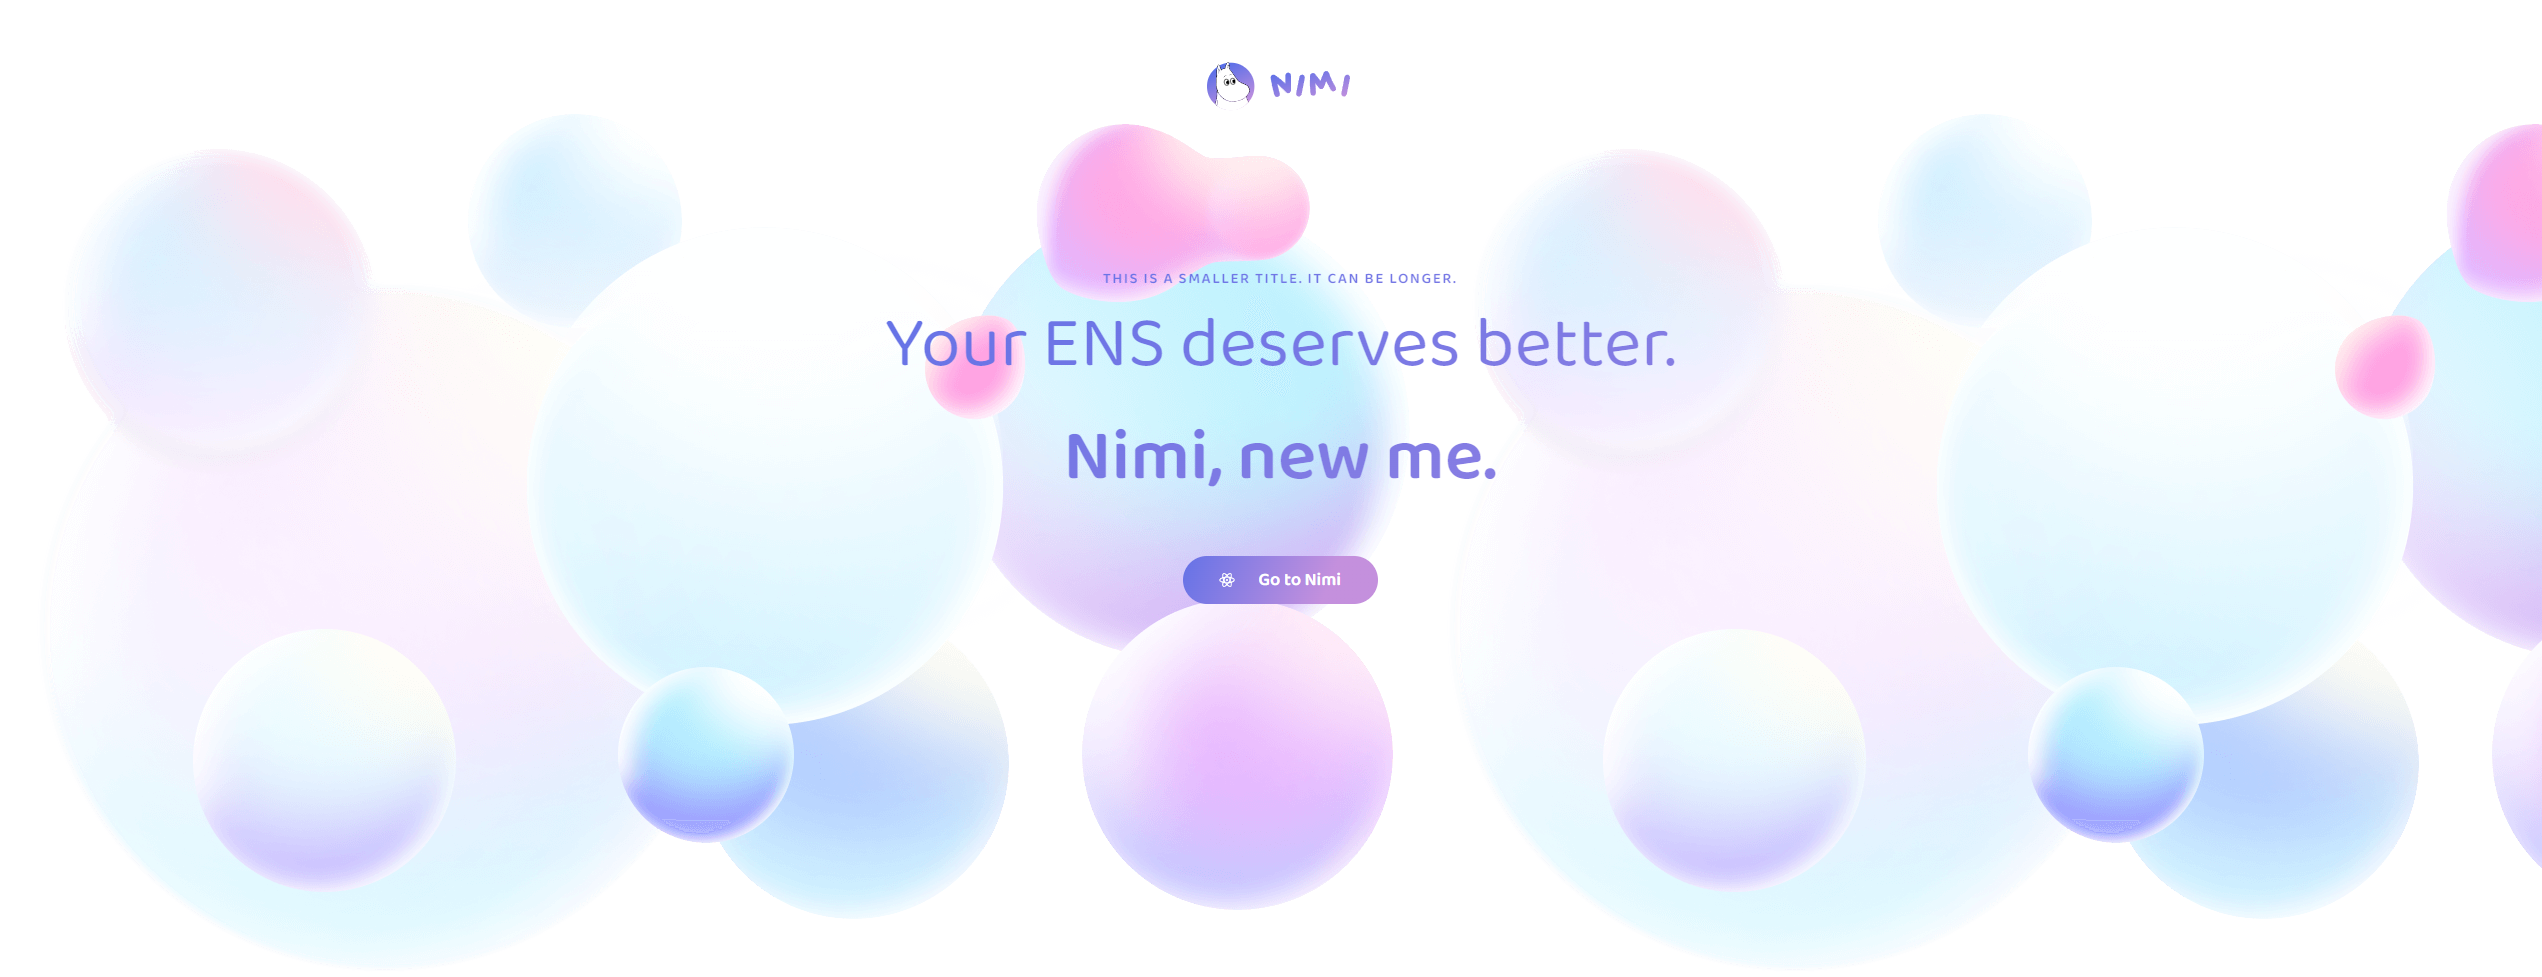 NIMI
THIS IS A SMALLER TITLE. IT CAN BE LONGER.
Your ENS deserves better.
Nimi, new me.
Go to Nimi